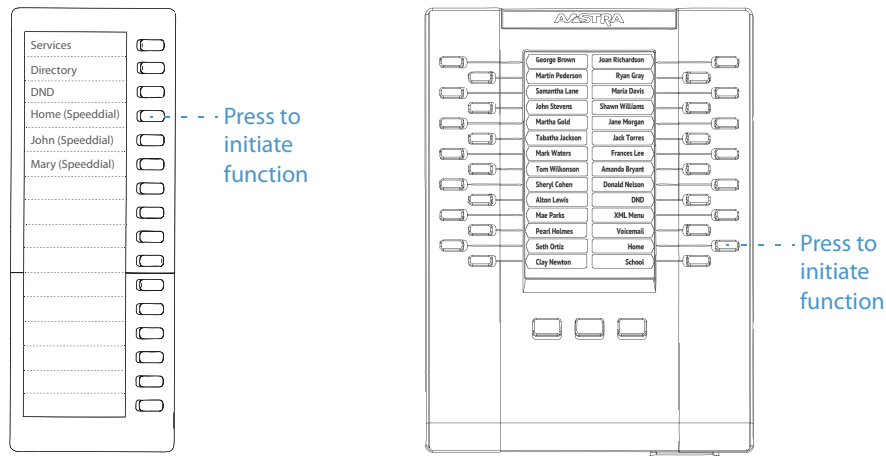 Services
Directory
DND
Home (Speeddial)
John (Speeddial)
Mary (Speeddial)
Press to
initiate
function
AASTRA
George Brown Joan Richardson
Martin Pederson Ryan Gray
Samantha Lane Maria Davis
John Stevens Shawn Williams
Martha Gold Jane Morgan
Tabatha Jackson Jack Torres
Mark Waters Frances Lee
Tom Wilkonson Amanda Bryant
Sheryl Cohen Donald Nelson
Alton Lewis DND
Mae Parks XML Menu
Pearl Holmes Voicemail
Seth Ortiz Home
Clay Newton School
Press to
initiate
function